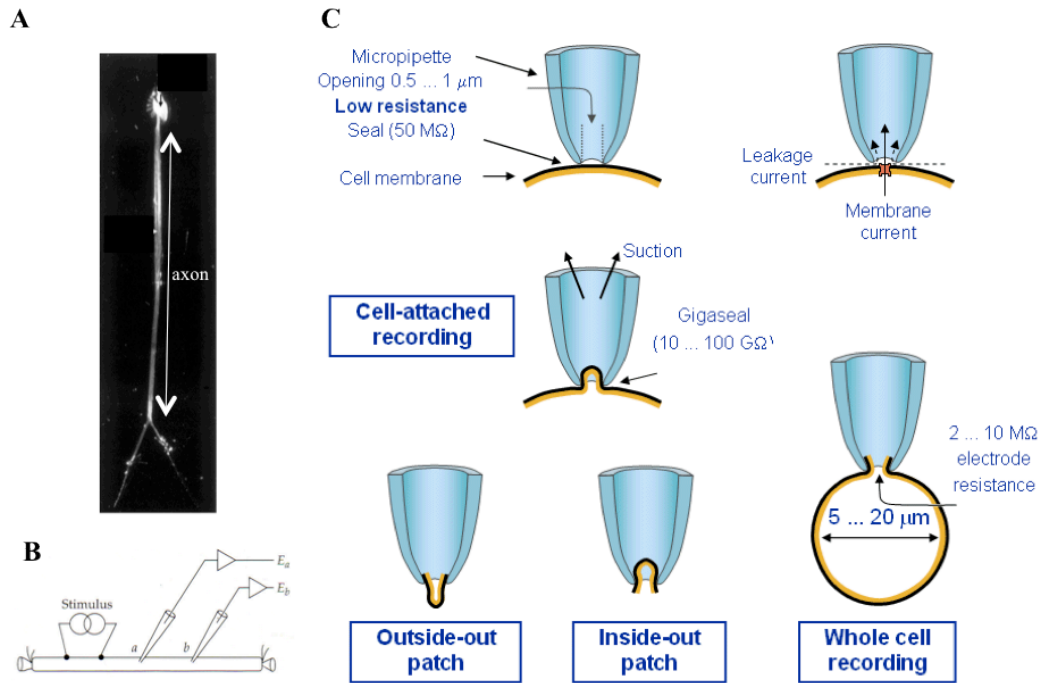 A
axon
B
Stimulus
a
b
Ea
Eb
C
Micropipette
Opening 0.5 ... 1 μm
Low resistance
Seal (50 MΩ)
Cell membrane
Leakage
current
Membrane
current
Suction
Cell-attached
recording
Gigaseal
(10 ... 100 GΩ)
2 ... 10 MΩ
electrode
resistance
5 ... 20 μm
Outside-out
patch
Inside-out
patch
Whole cell
recording